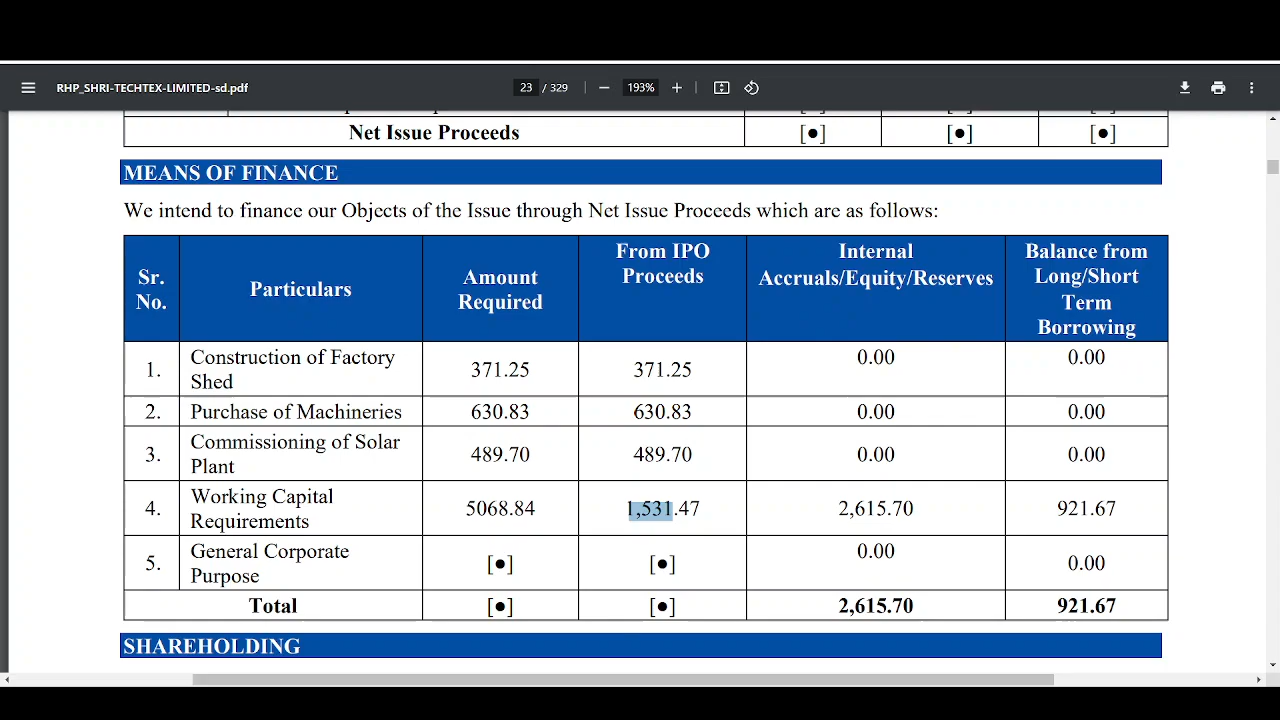 RHP_SHRI-TECHTEX-LIMITED-sd.pdf 23 / 329 193%
Net Issue Proceeds [●] [●] [●]
MEANS OF FINANCE
We intend to finance our Objects of the Issue through Net Issue Proceeds which are as follows:
Sr. No. Particulars Amount Required From IPO Proceeds Internal Accruals/Equity/Reserves Balance from Long/Short Term Borrowing
1. Construction of Factory Shed 371.25 371.25 0.00 0.00
2. Purchase of Machineries 630.83 630.83 0.00 0.00
3. Commissioning of Solar Plant 489.70 489.70 0.00 0.00
4. Working Capital Requirements 5068.84 1,531.47 2,615.70 921.67
5. General Corporate Purpose [●] [●] 0.00 0.00
Total [●] [●] 2,615.70 921.67
SHAREHOLDING